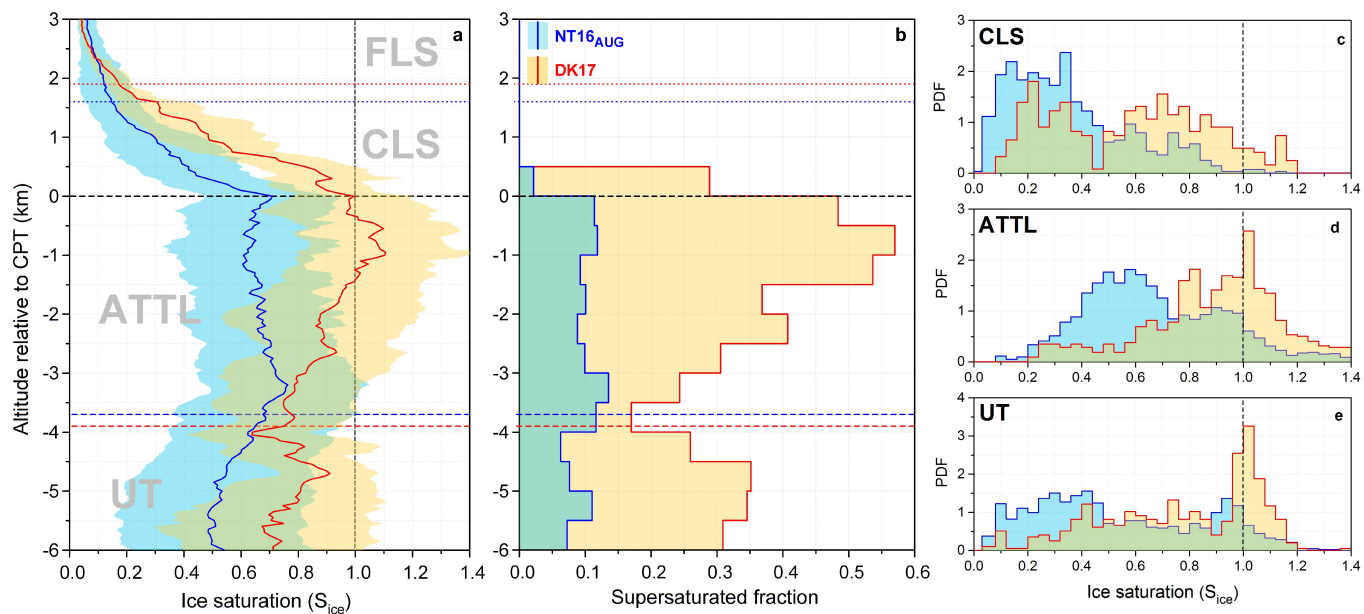 3
2
1
0
-1
-2
-3
-4
-5
-6
Altitude relative to CPT (km)
a
FLS
CLS
ATTL
UT
0.0 0.2 0.4 0.6 0.8 1.0 1.2 1.4
Ice saturation (Sice)
b
NT16AUG
DK17
3
2
1
0
-1
-2
-3
-4
-5
-6
0.0 0.1 0.2 0.3 0.4 0.5 0.6
Supersaturated fraction
CLS
c
PDF
3
2
1
0
0.0 0.2 0.4 0.6 0.8 1.0 1.2 1.4
ATTL
d
PDF
3
2
1
0
0.0 0.2 0.4 0.6 0.8 1.0 1.2 1.4
UT
e
PDF
4
3
2
1
0
0.0 0.2 0.4 0.6 0.8 1.0 1.2 1.4
Ice saturation (Sice)